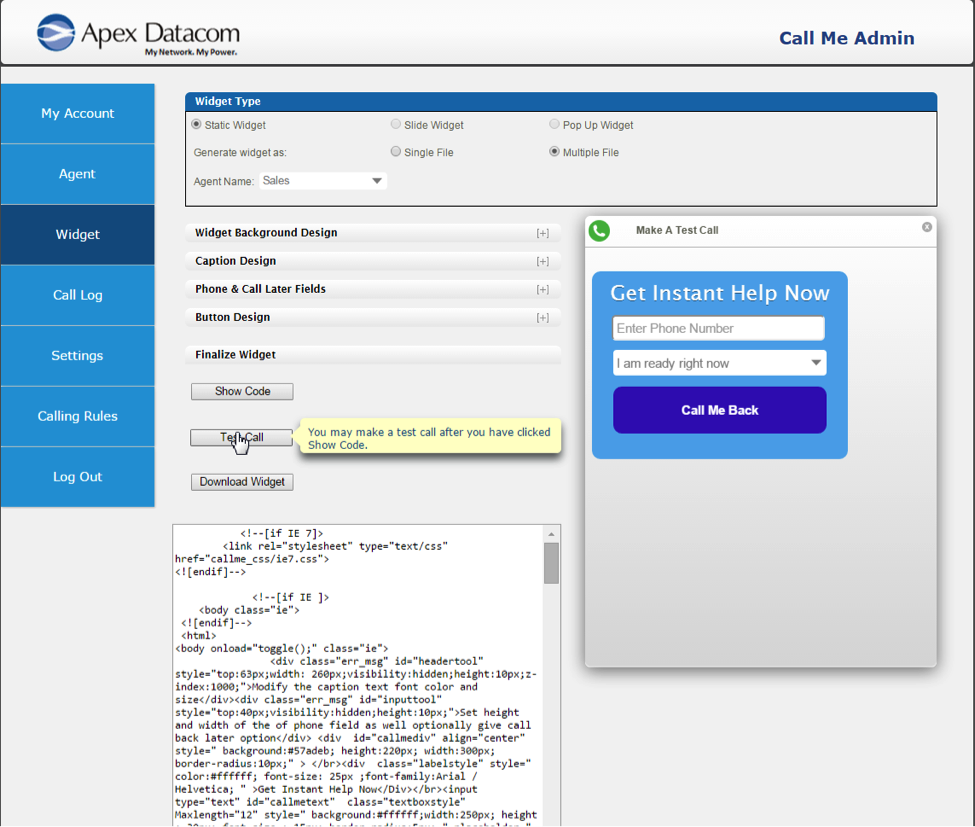 Apex Datacom
My Network. My Power.
Call Me Admin
My Account
Agent
Widget
Call Log
Settings
Calling Rules
Log Out
Widget Type
Static Widget
Slide Widget
Pop Up Widget
Generate widget as:
Single File
Multiple File
Agent Name: Sales
Widget Background Design [+]
Caption Design [+]
Phone & Call Later Fields [+]
Button Design [+]
Finalize Widget
Show Code
Test Call
You may make a test call after you have clicked
Show Code.
Download Widget
<!--[if IE 7]>
<link rel="stylesheet" type="text/css"
href="callme_css/ie7.css">
<![endif]-->
<!--[if IE ]>
<body class="ie">
<![endif]-->
<html>
<body onload="toggle();" class="ie">
<div class="err_msg" id="headertool"
style="top:63px;width: 260px;visibility:hidden;height:10px;z-
index:1000;">Modify the caption text font color and
size</div><div class="err_msg" id="inputtool"
style="top:40px;visibility:hidden;height:10px;">Set height
and width of the of phone field as well optionally give call
back later option</div> <div  id="callmediv" align="center"
style=" background:#57adeb; height:220px; width:300px;
border-radius:10px;" > </br><div  class="labelstyle" style="
color:#ffffff; font-size: 25px ;font-family:Arial /
Helvetica; " >Get Instant Help Now</Div></br><input
type="text" id="callmetext"  class="textboxstyle"
Maxlength="12" style=" background:#ffffff;width:250px; height
Make A Test Call
Get Instant Help Now
Enter Phone Number
I am ready right now
Call Me Back